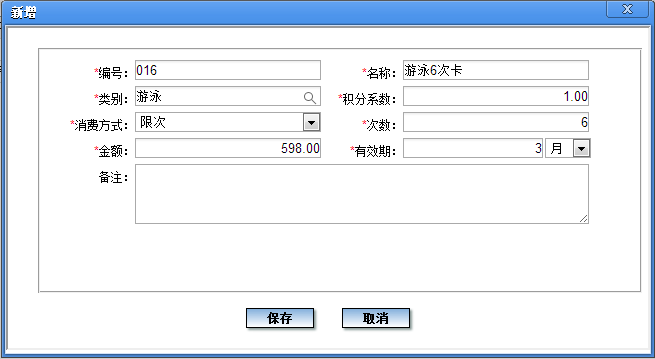 新增
*编号： 016 *名称： 游泳6次卡
*类别： 游泳 *积分系数： 1.00
*消费方式： 限次 *次数： 6
*金额： 598.00 *有效期： 3 月
备注：
保存 取消